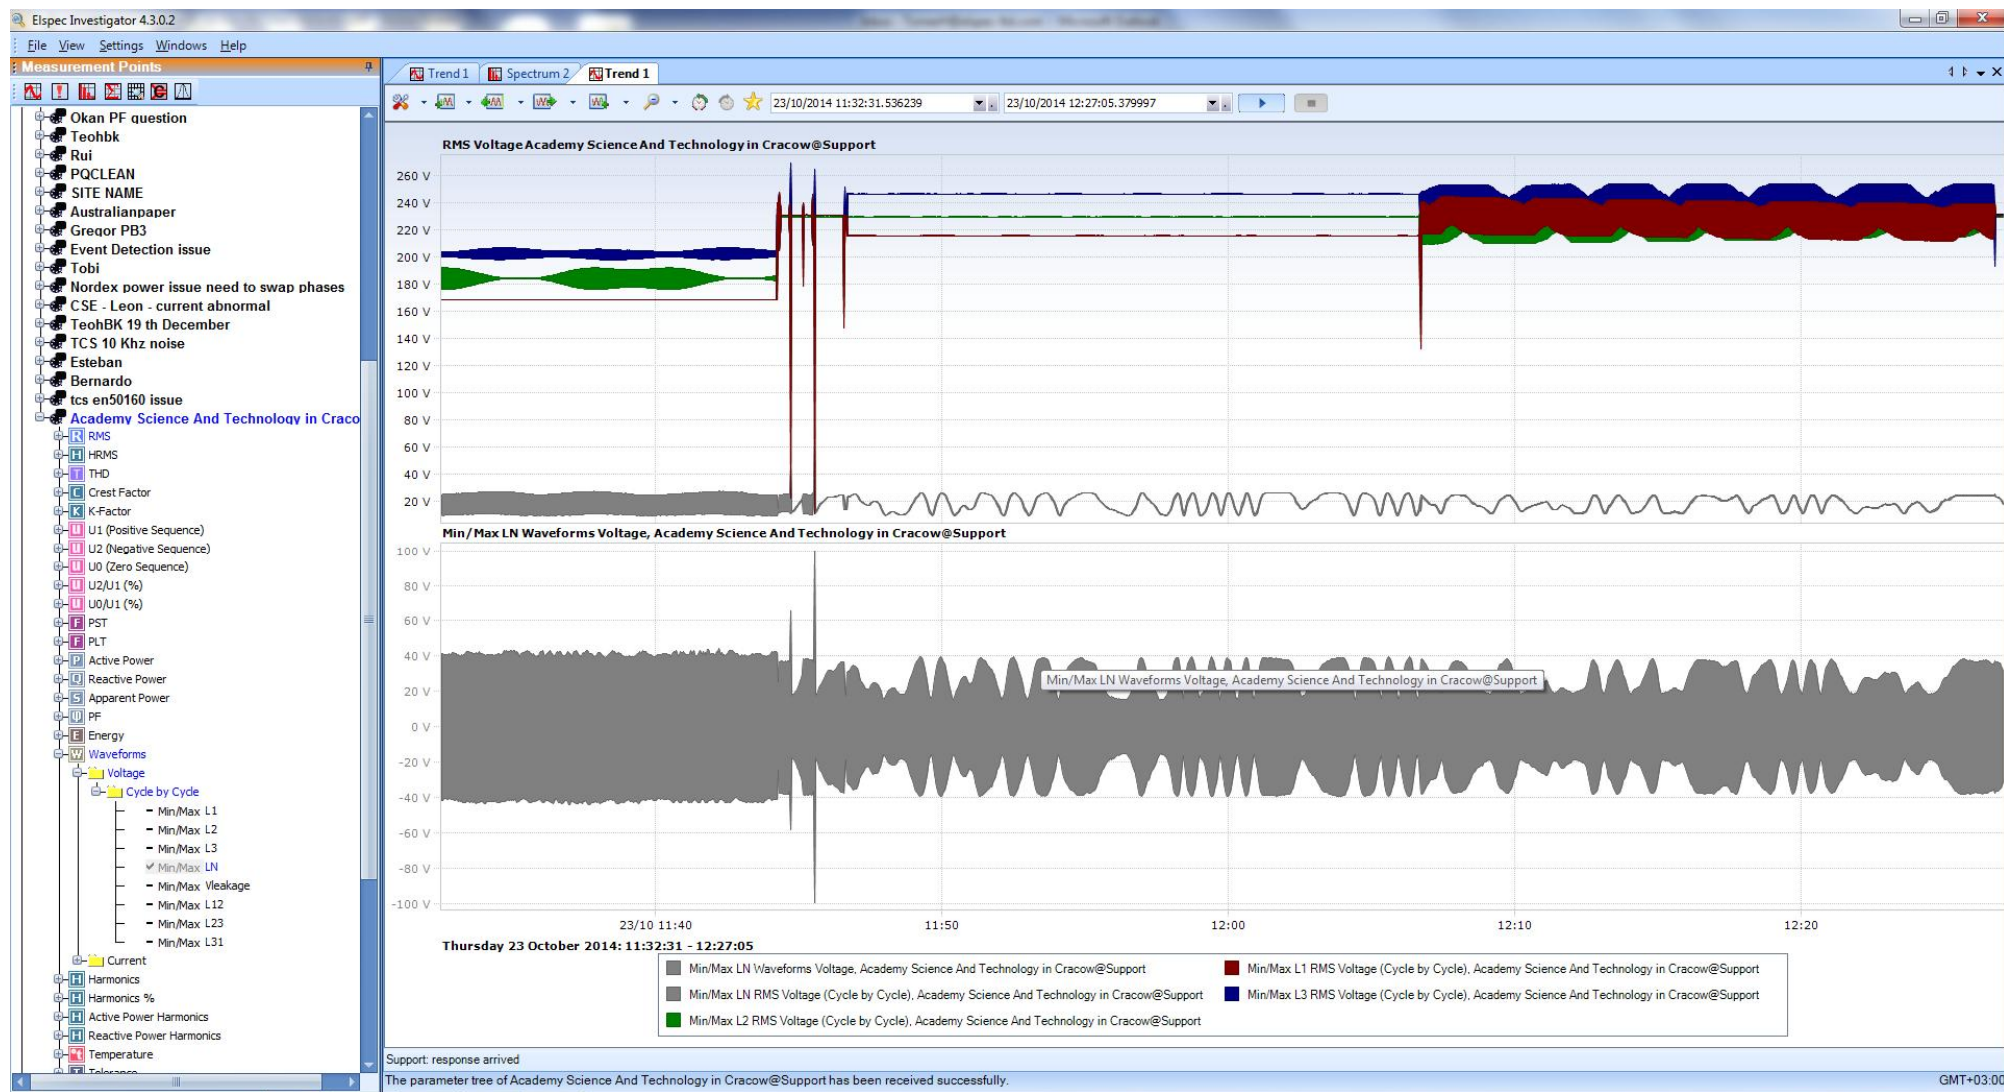 Elspec Investigator 4.3.0.2
File View Settings Windows Help
Measurement Points
Okan PF question
Teohbk
Rui
PQCLEAN
SITE NAME
Australianpaper
Gregor PB3
Event Detection issue
Tobi
Nordex power issue need to swap phases
CSE - Leon - current abnormal
TeohBK 19 th December
TCS 10 Khz noise
Esteban
Bernardo
tcs en50160 issue
Academy Science And Technology in Craco
R RMS
H HRMS
T THD
C Crest Factor
K K-Factor
U U1 (Positive Sequence)
U U2 (Negative Sequence)
U U0 (Zero Sequence)
U U2/U1 (%)
U U0/U1 (%)
F PST
F PLT
P Active Power
Q Reactive Power
S Apparent Power
PF
E Energy
W Waveforms
Voltage
Cycle by Cycle
Min/Max L1
Min/Max L2
Min/Max L3
Min/Max LN
Min/Max Vleakage
Min/Max L12
Min/Max L23
Min/Max L31
Current
H Harmonics
H Harmonics %
H Active Power Harmonics
H Reactive Power Harmonics
Temperature
Tolerance
Trend 1 Spectrum 2 Trend 1
23/10/2014 11:32:31.536239 23/10/2014 12:27:05.379997
RMS Voltage Academy Science And Technology in Cracow@Support
260 V
240 V
220 V
200 V
180 V
160 V
140 V
120 V
100 V
80 V
60 V
40 V
20 V
Min/Max LN Waveforms Voltage, Academy Science And Technology in Cracow@Support
100 V
80 V
60 V
40 V
20 V
0 V
-20 V
-40 V
-60 V
-80 V
-100 V
Min/Max LN Waveforms Voltage, Academy Science And Technology in Cracow@Support
23/10 11:40 11:50 12:00 12:10 12:20
Thursday 23 October 2014: 11:32:31 - 12:27:05
Min/Max LN Waveforms Voltage, Academy Science And Technology in Cracow@Support
Min/Max L1 RMS Voltage (Cycle by Cycle), Academy Science And Technology in Cracow@Support
Min/Max LN RMS Voltage (Cycle by Cycle), Academy Science And Technology in Cracow@Support
Min/Max L3 RMS Voltage (Cycle by Cycle), Academy Science And Technology in Cracow@Support
Min/Max L2 RMS Voltage (Cycle by Cycle), Academy Science And Technology in Cracow@Support
Support: response arrived
The parameter tree of Academy Science And Technology in Cracow@Support has been received successfully.
GMT+03:00